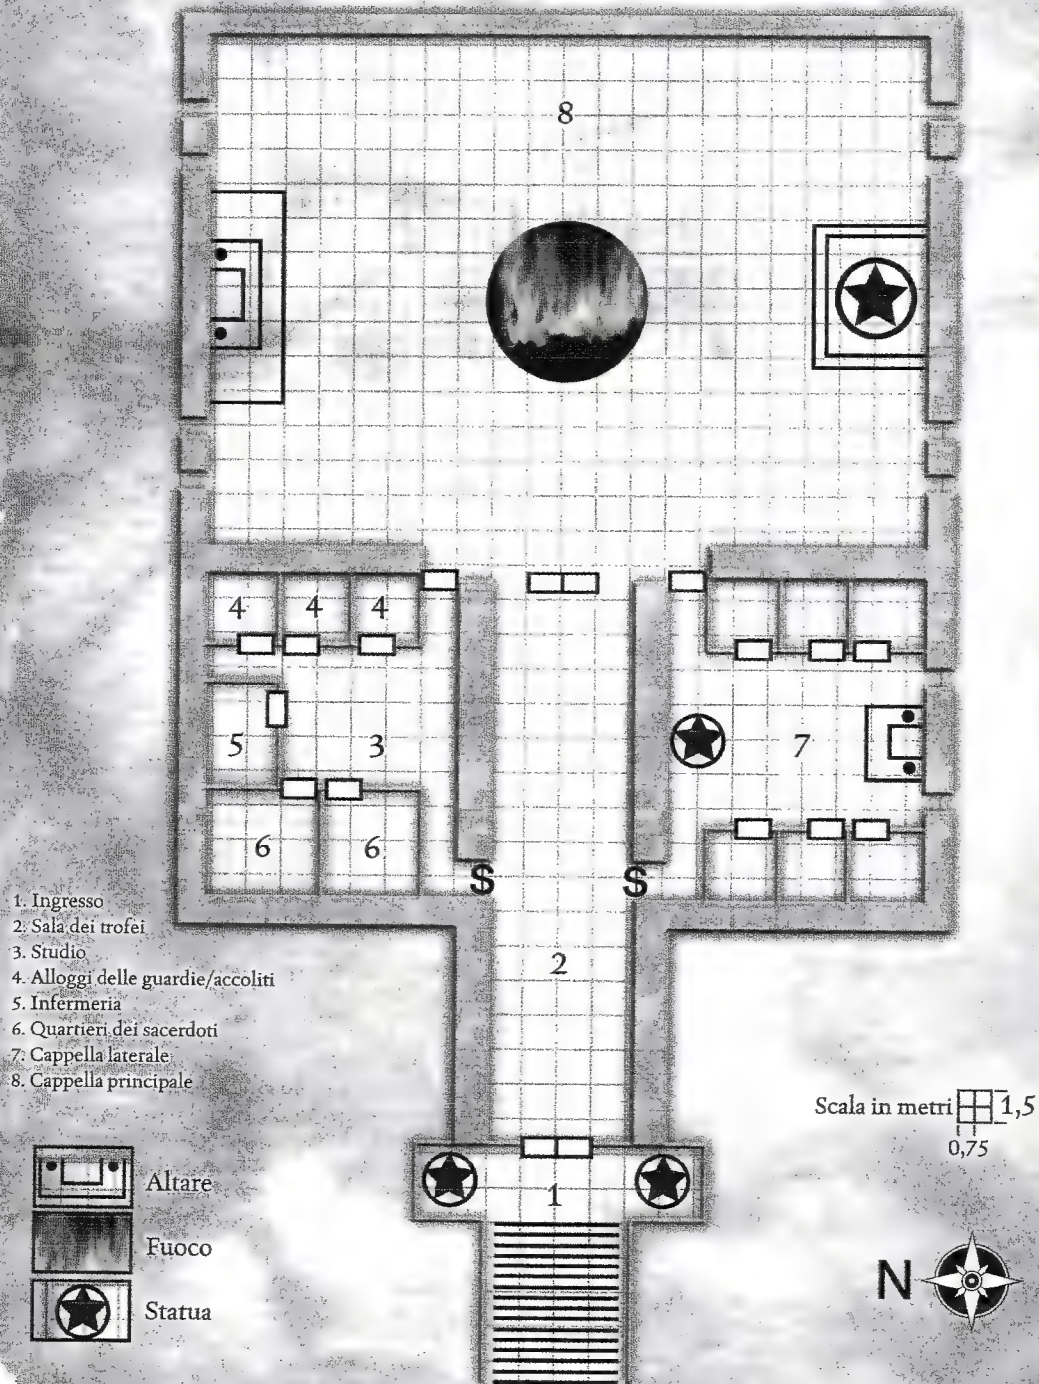 8
4 4 4
5 3 7
6 6
S S
1. Ingresso
2. Sala dei trofei
3. Studio
4. Alloggi delle guardie/accoliti
5. Infermeria
6. Quartieri dei sacerdoti
7. Cappella laterale
8. Cappella principale
2
Scala in metri 1,5
0,75
1
Altare
Fuoco
Statua
N